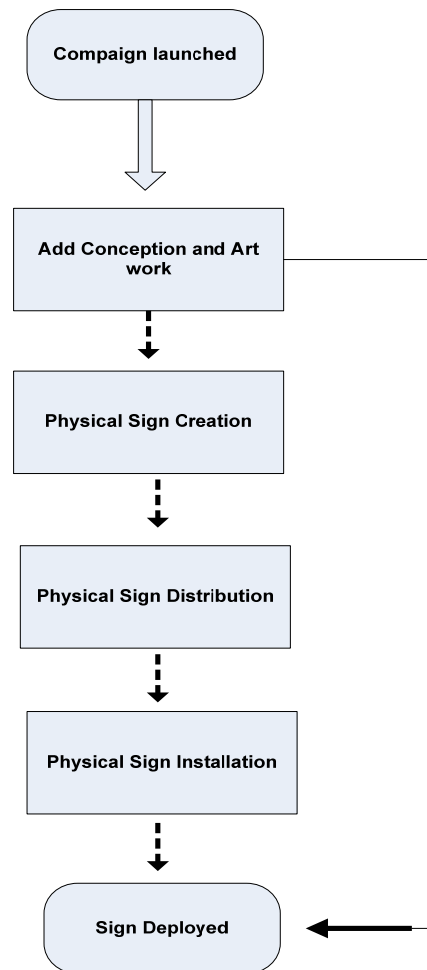 Compaign launched
Add Conception and Art
work
Physical Sign Creation
Physical Sign Distribution
Physical Sign Installation
Sign Deployed